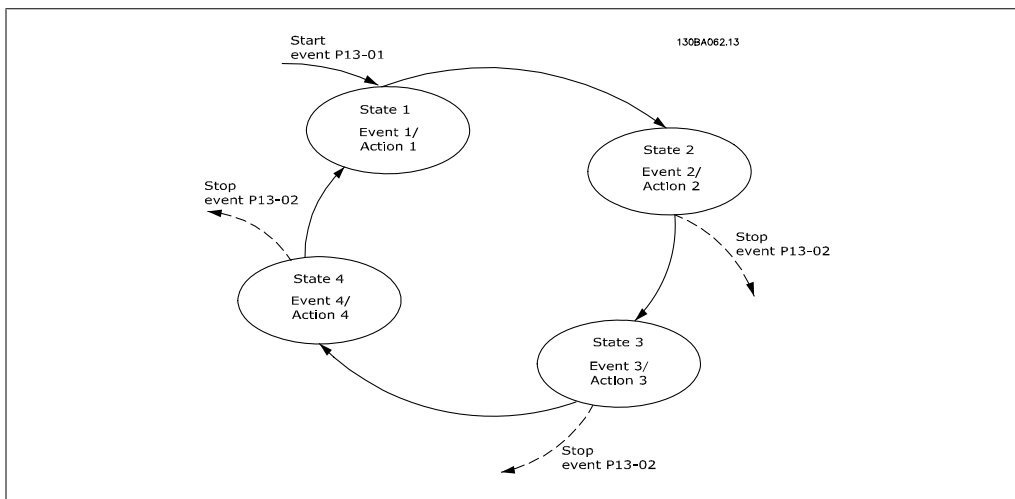 Start
event P13-01
130BA062.13
State 1
Event 1/
Action 1
State 2
Event 2/
Action 2
Stop
event P13-02
Stop
event P13-02
State 4
Event 4/
Action 4
State 3
Event 3/
Action 3
Stop
event P13-02